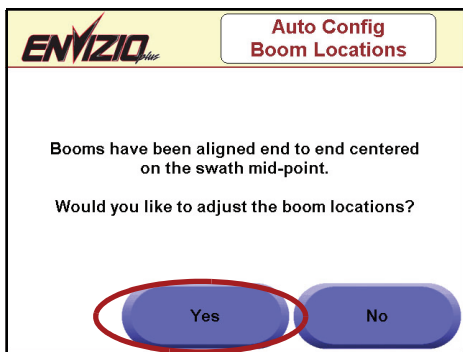 ENVIZIO plus
Auto Config
Boom Locations
Booms have been aligned end to end centered
on the swath mid-point.
Would you like to adjust the boom locations?
Yes
No